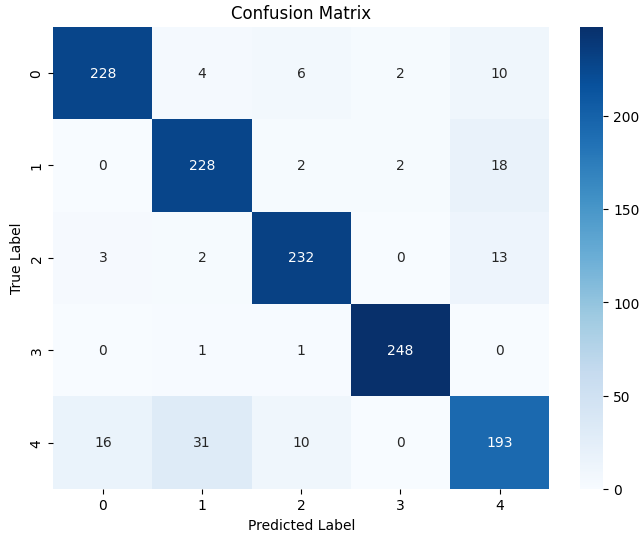 Confusion Matrix
0 228 4 6 2 10
1 0 228 2 2 18
2 3 2 232 0 13
3 0 1 1 248 0
4 16 31 10 0 193
0 1 2 3 4
Predicted Label
True Label
200
150
100
50
0